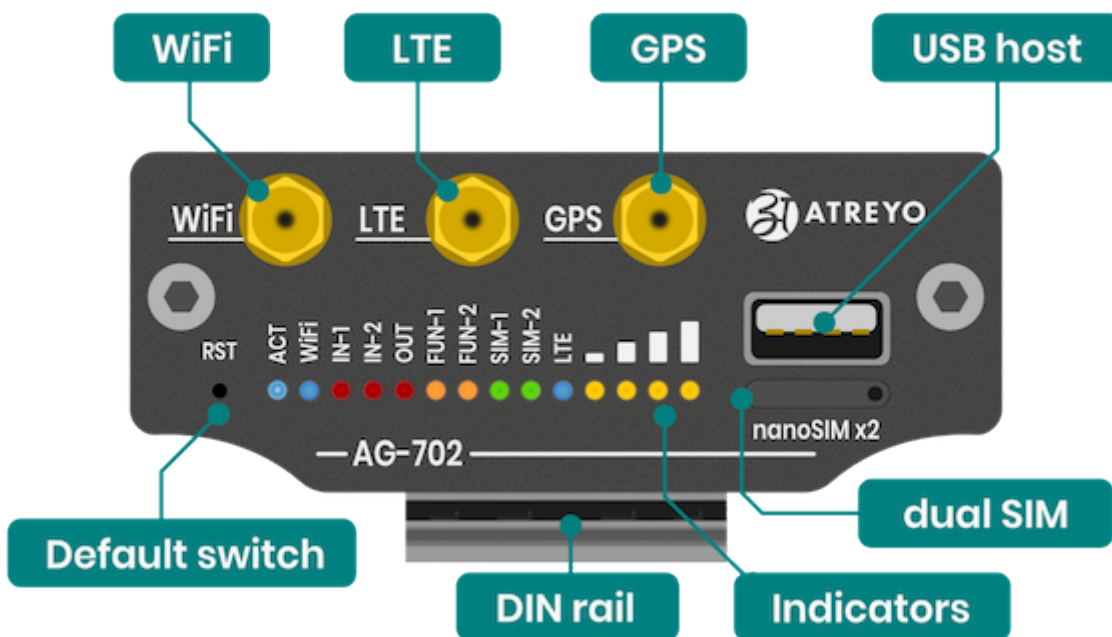 WiFi
LTE
GPS
USB host
WiFi
LTE
GPS
ATREYO
RST
ACT
WiFi
IN-1
IN-2
OUT
FUN-1
FUN-2
SIM-1
SIM-2
LTE
nanoSIM x2
AG-702
Default switch
dual SIM
DIN rail
Indicators